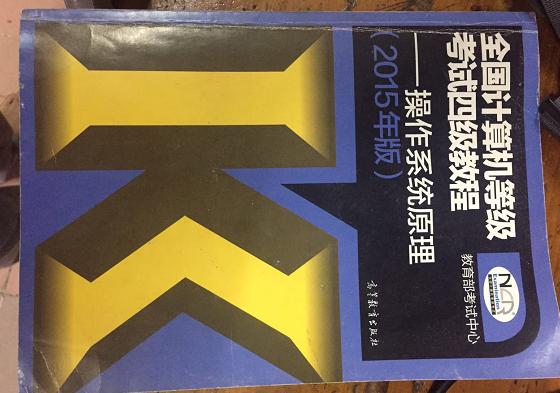 全国计算机等级
考试四级教程
——操作系统原理
(2015年版)
教育部考试中心
NCR
Examination
高等教育出版社